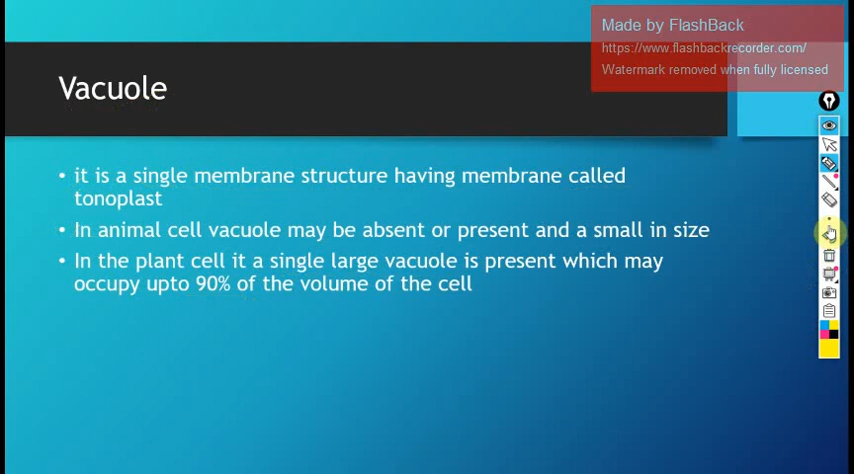 Made by FlashBack
https://www.flashbackrecorder.com/
Watermark removed when fully licensed
Vacuole
• it is a single membrane structure having membrane called
tonoplast
• In animal cell vacuole may be absent or present and a small in size
• In the plant cell it a single large vacuole is present which may
occupy upto 90% of the volume of the cell